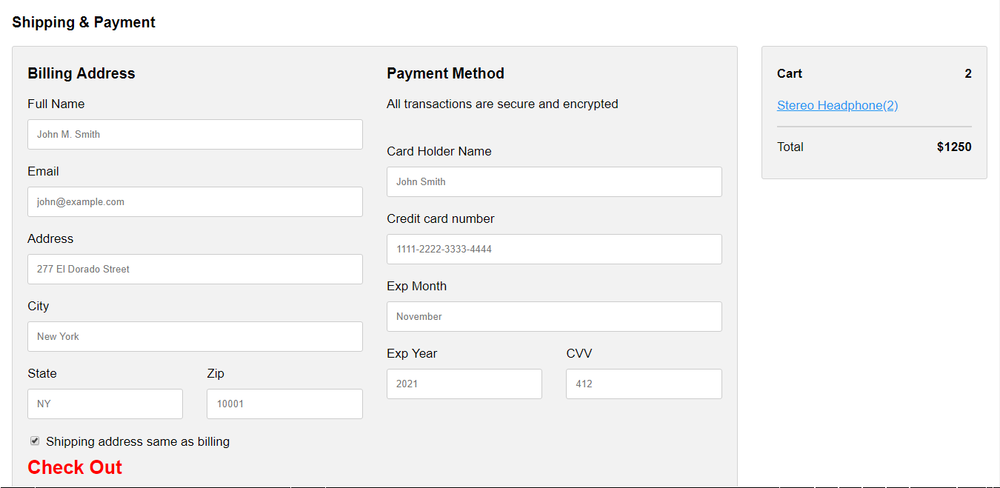 Shipping & Payment
Billing Address
Full Name
John M. Smith
Email
john@example.com
Address
277 El Dorado Street
City
New York
State Zip
NY 10001
Shipping address same as billing
Check Out
Payment Method
All transactions are secure and encrypted
Card Holder Name
John Smith
Credit card number
1111-2222-3333-4444
Exp Month
November
Exp Year CVV
2021 412
Cart 2
Stereo Headphone(2)
Total $1250